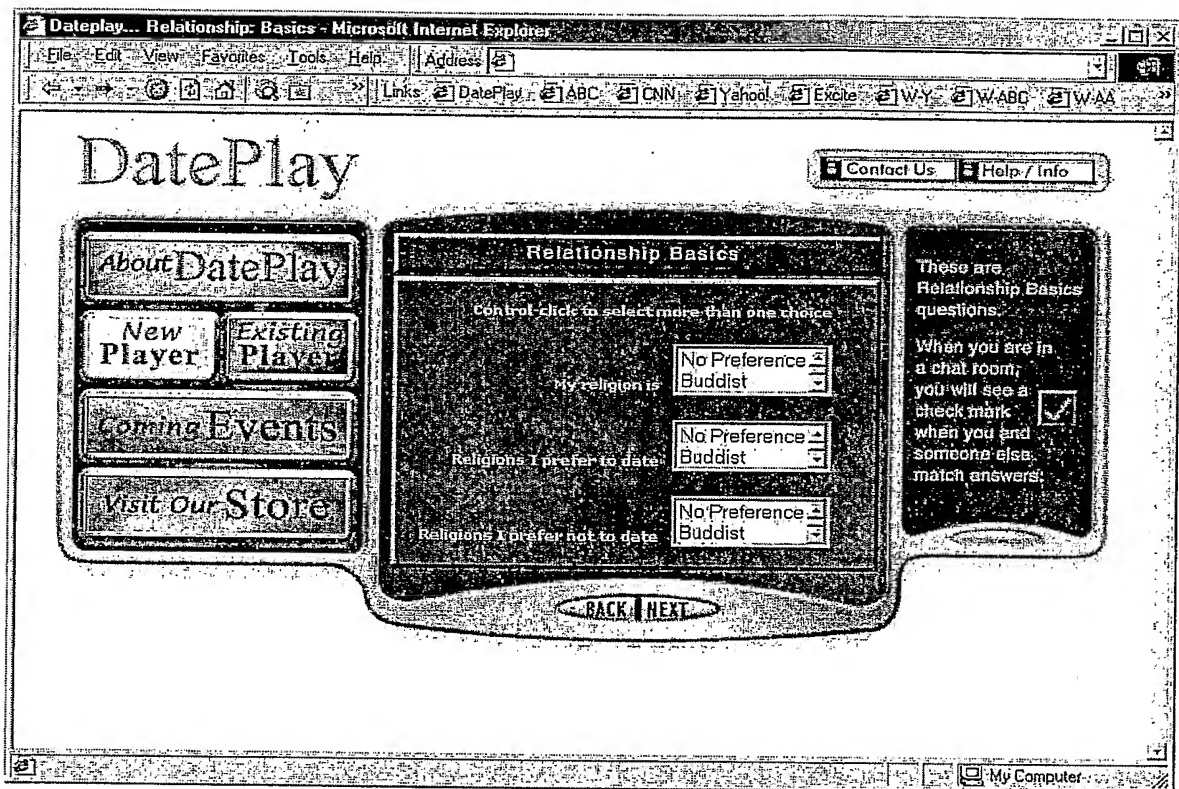 Dateplay... Relationship: Basics - Microsoft Internet Explorer
File Edit View Favorites Tools Help Address
Links DatePlay ABC CNN Yahoo! Excite W-Y W-ABC W-AA
DatePlay
Contact Us Help / Info
About DatePlay
New Player
Existing Player
Coming Events
Visit Our Store
Relationship Basics
Control-click to select more than one choice
My religion is
No Preference
Buddist
Religions I prefer to date
No Preference
Buddist
Religions I prefer not to date
No Preference
Buddist
BACK NEXT
These are
Relationship Basics
questions.
When you are in
a chat room,
you will see a
check mark
when you and
someone else
match answers.
My Computer